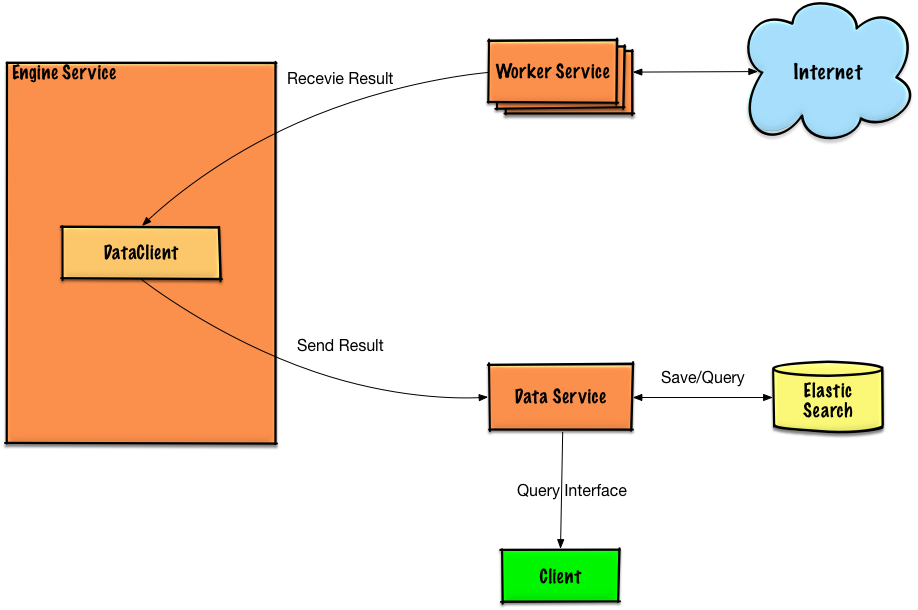 Engine Service
Recevie Result
Worker Service
Internet
DataClient
Send Result
Data Service
Save/Query
Elastic
Search
Query Interface
Client